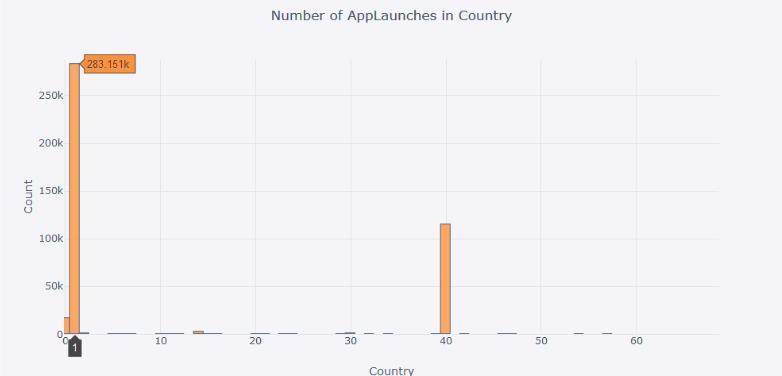 Number of AppLaunches in Country
283.151k
250k
200k
150k
100k
50k
0
0 10 20 30 40 50 60
1
Count
Country